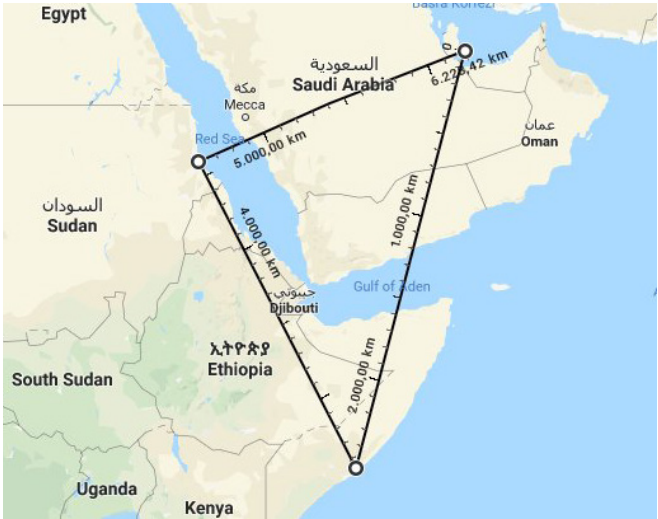 Egypt
Basra Körfezi
0
السعودية
Saudi Arabia
6.226,42 km
مكة
Mecca
عمان
Oman
Red Sea
5.000,00 km
السودان
Sudan
4.000,00 km
1.000,00 km
Gulf of Aden
جيبوتي
Djibouti
ኢትዮጵያ
Ethiopia
2.000,00 km
South Sudan
Uganda
Kenya